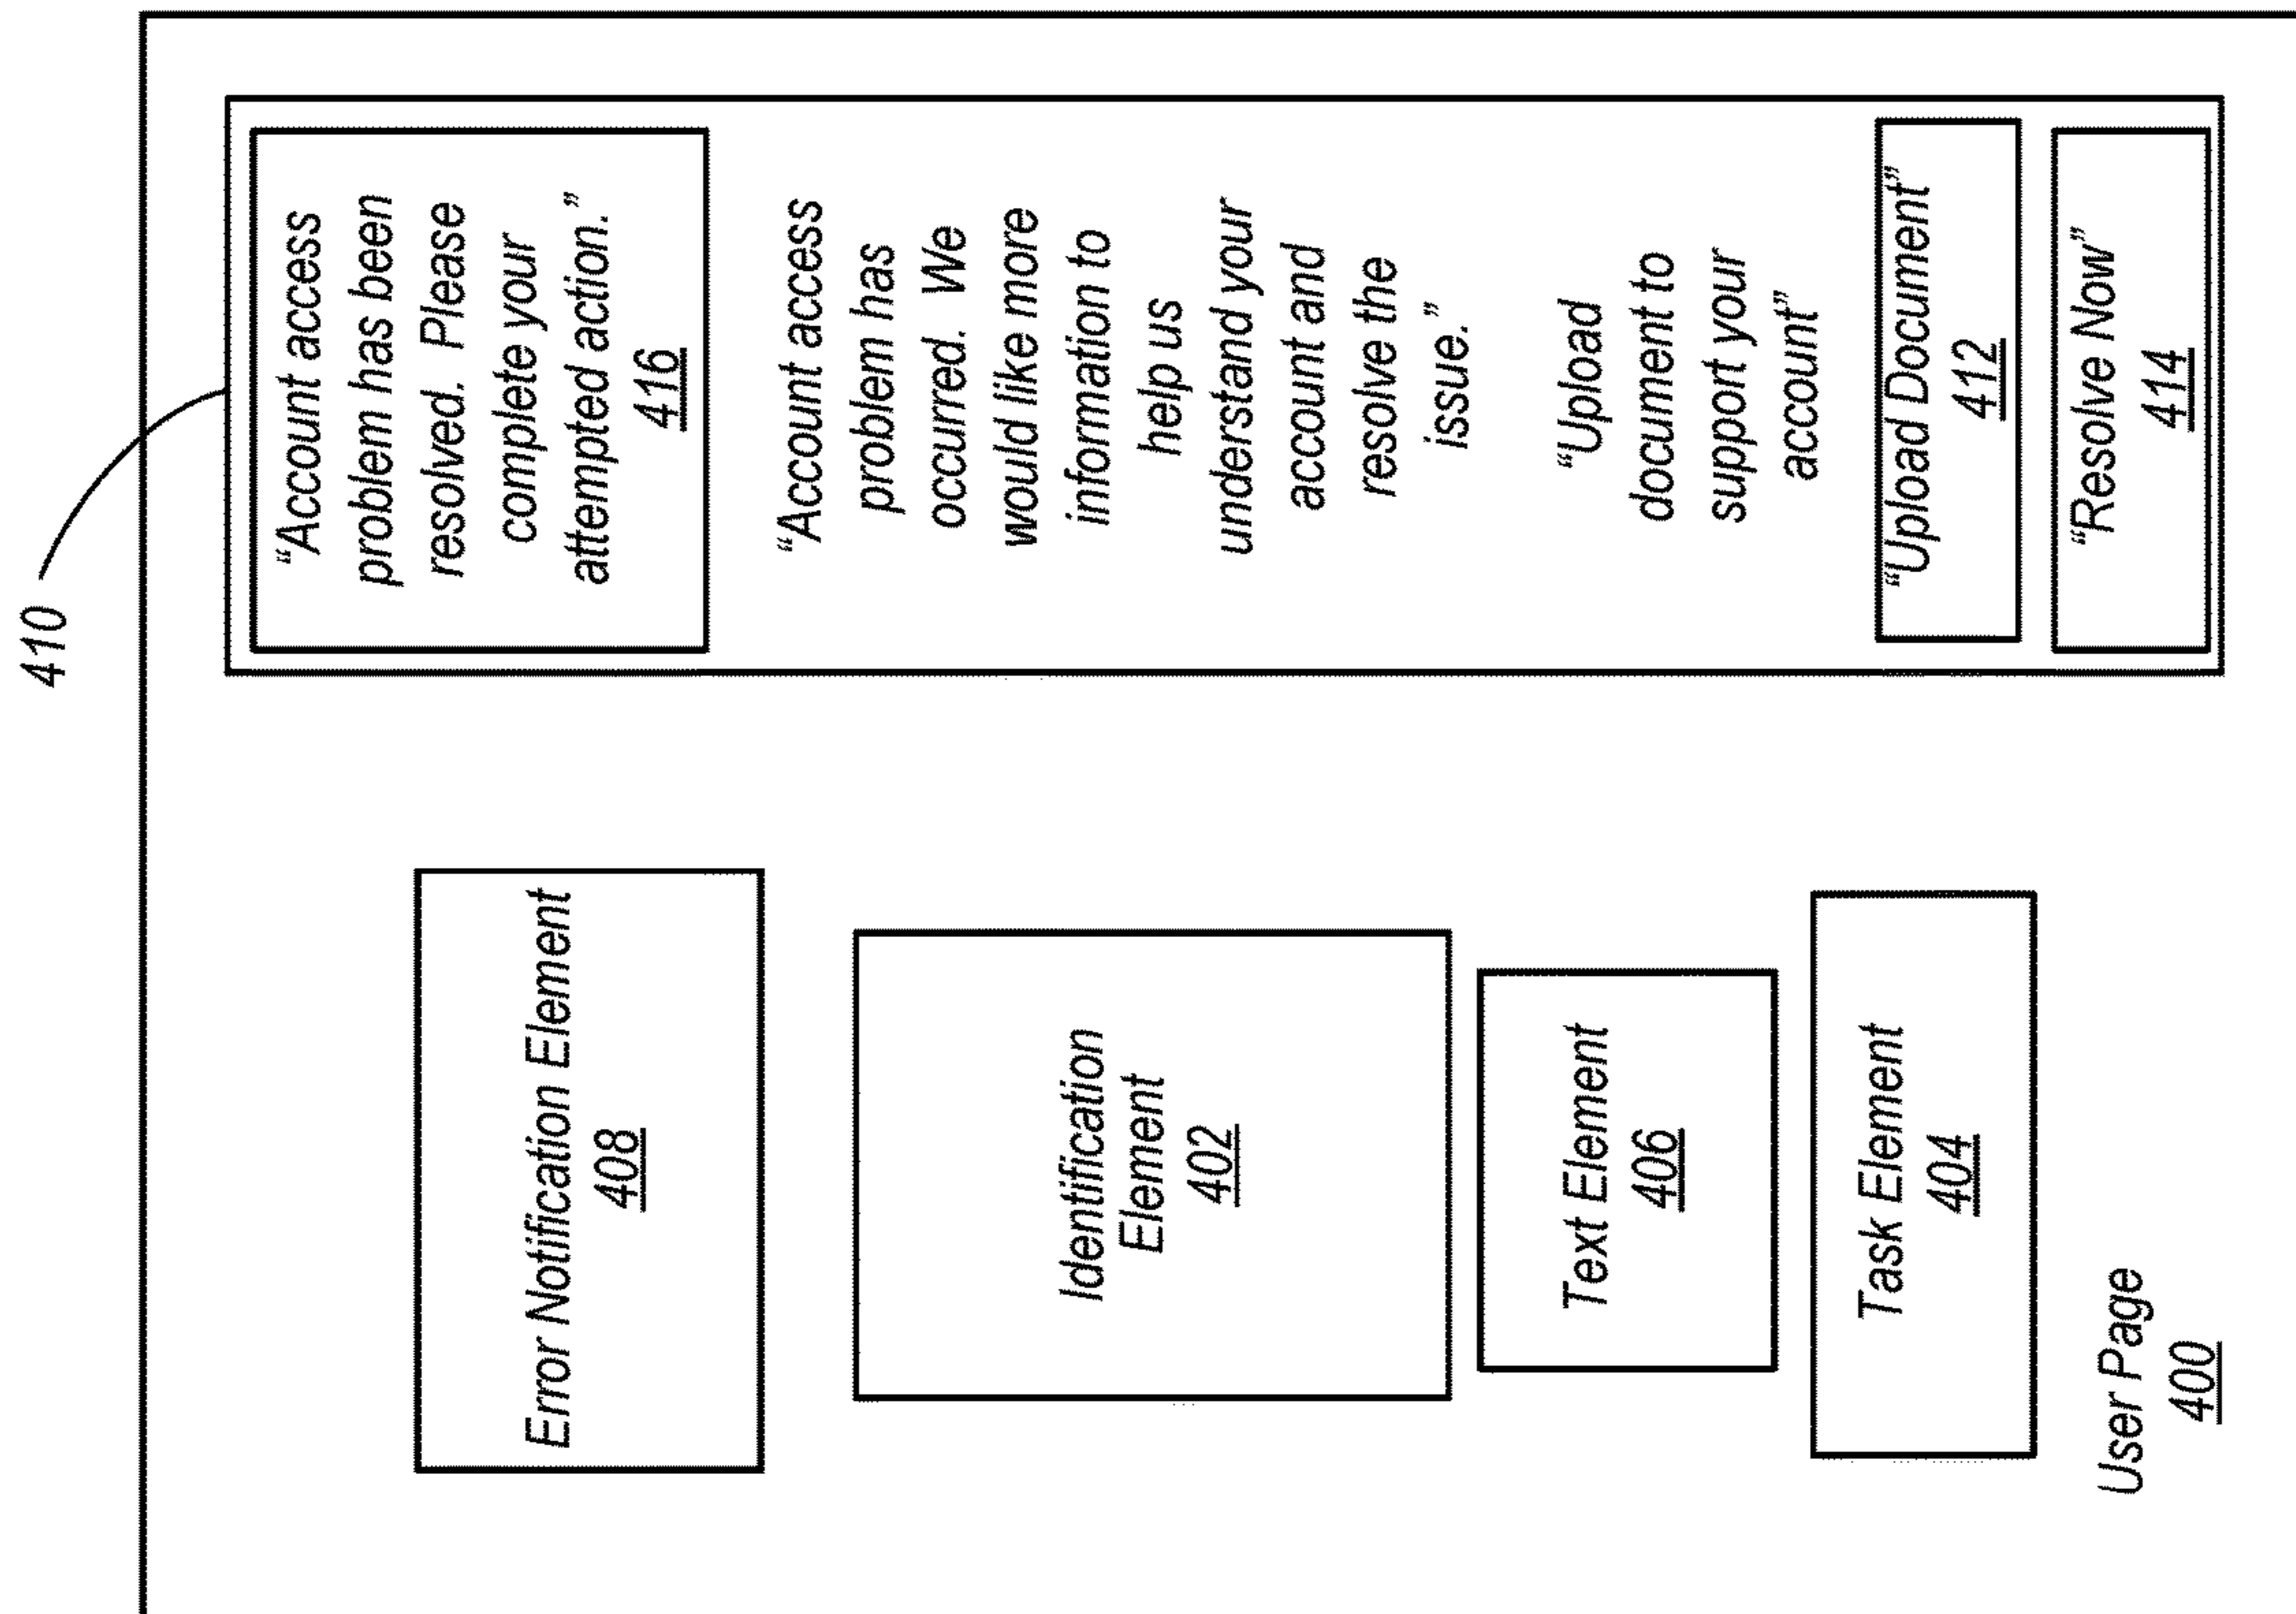 410
“Account access
problem has been
resolved. Please
complete your
attempted action.”
416
“Account access
problem has
occurred. We
would like more
information to
help us
understand your
account and
resolve the
issue.”
“Upload
document to
support your
account”
“Upload Document”
412
“Resolve Now”
414
Error Notification Element
408
Identification
Element
402
Text Element
406
Task Element
404
User Page
400